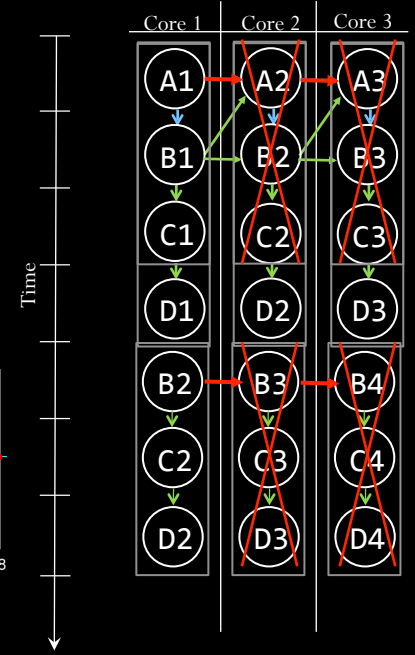 Core 1 Core 2 Core 3
A1 A2 A3
B1 B2 B3
C1 C2 C3
Time
D1 D2 D3
B2 B3 B4
C2 C3 C4
D2 D3 D4
8